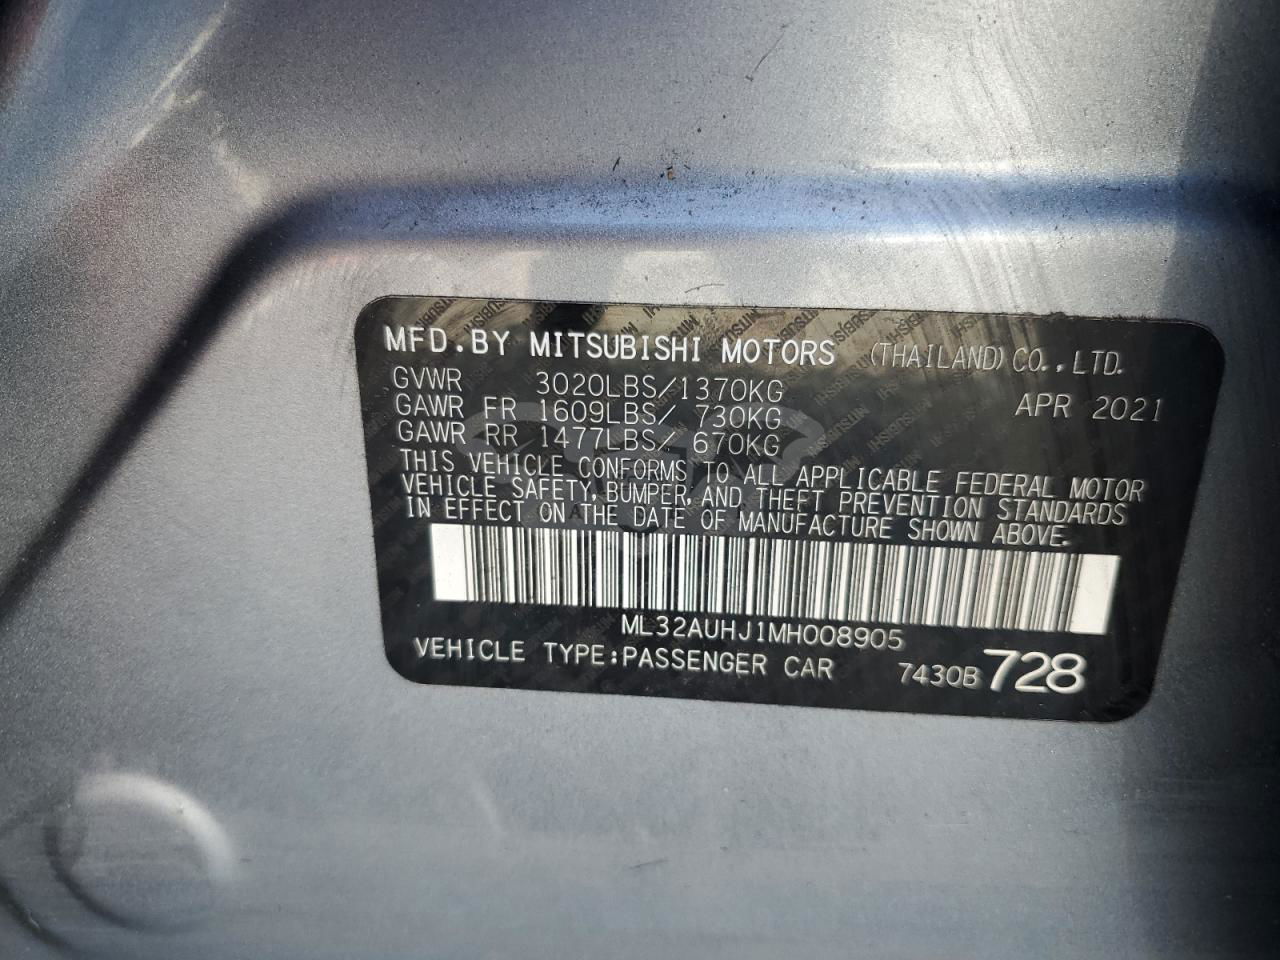 MFD.BY MITSUBISHI MOTORS (THAILAND)CO.,LTD.
GVWR 3020LBS/1370KG APR 2021
GAWR FR 1609LBS/ 730KG
GAWR RR 1477LBS/ 670KG
THIS VEHICLE CONFORMS TO ALL APPLICABLE FEDERAL MOTOR
VEHICLE SAFETY, BUMPER, AND THEFT PREVENTION STANDARDS
IN EFFECT ON THE DATE OF MANUFACTURE SHOWN ABOVE.
ML32AUHJ1MH008905
VEHICLE TYPE:PASSENGER CAR 7430B 728